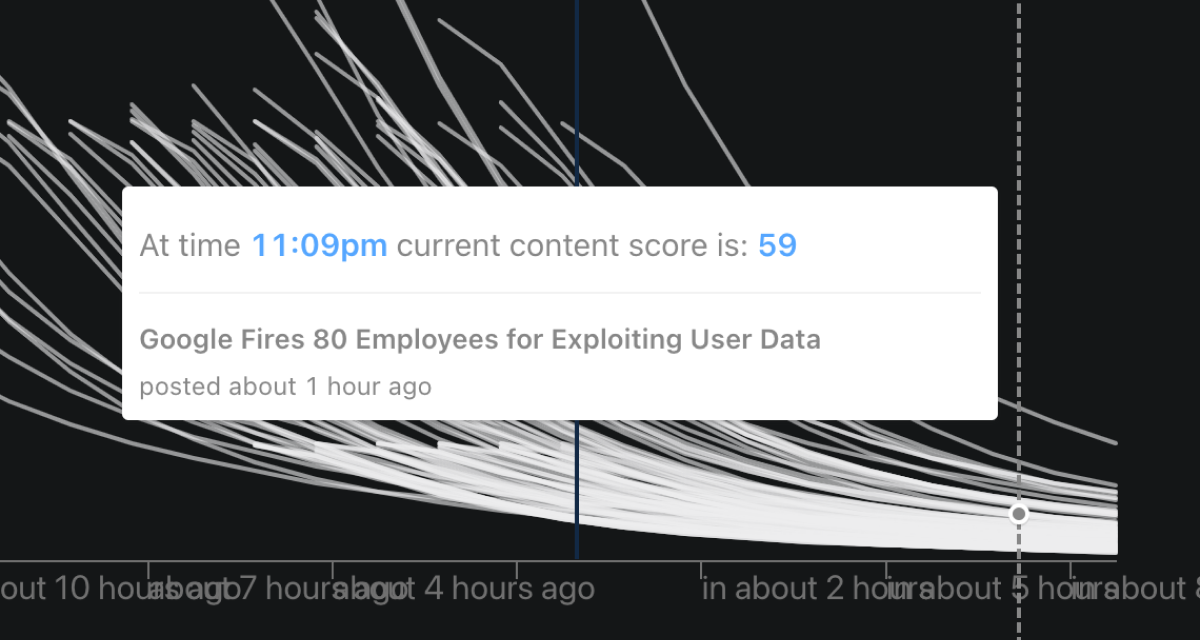 At time 11:09pm current content score is: 59
Google Fires 80 Employees for Exploiting User Data
posted about 1 hour ago
out 10 hours ago about 7 hours ago about 4 hours ago in about 2 hours in about 5 hours in about 8